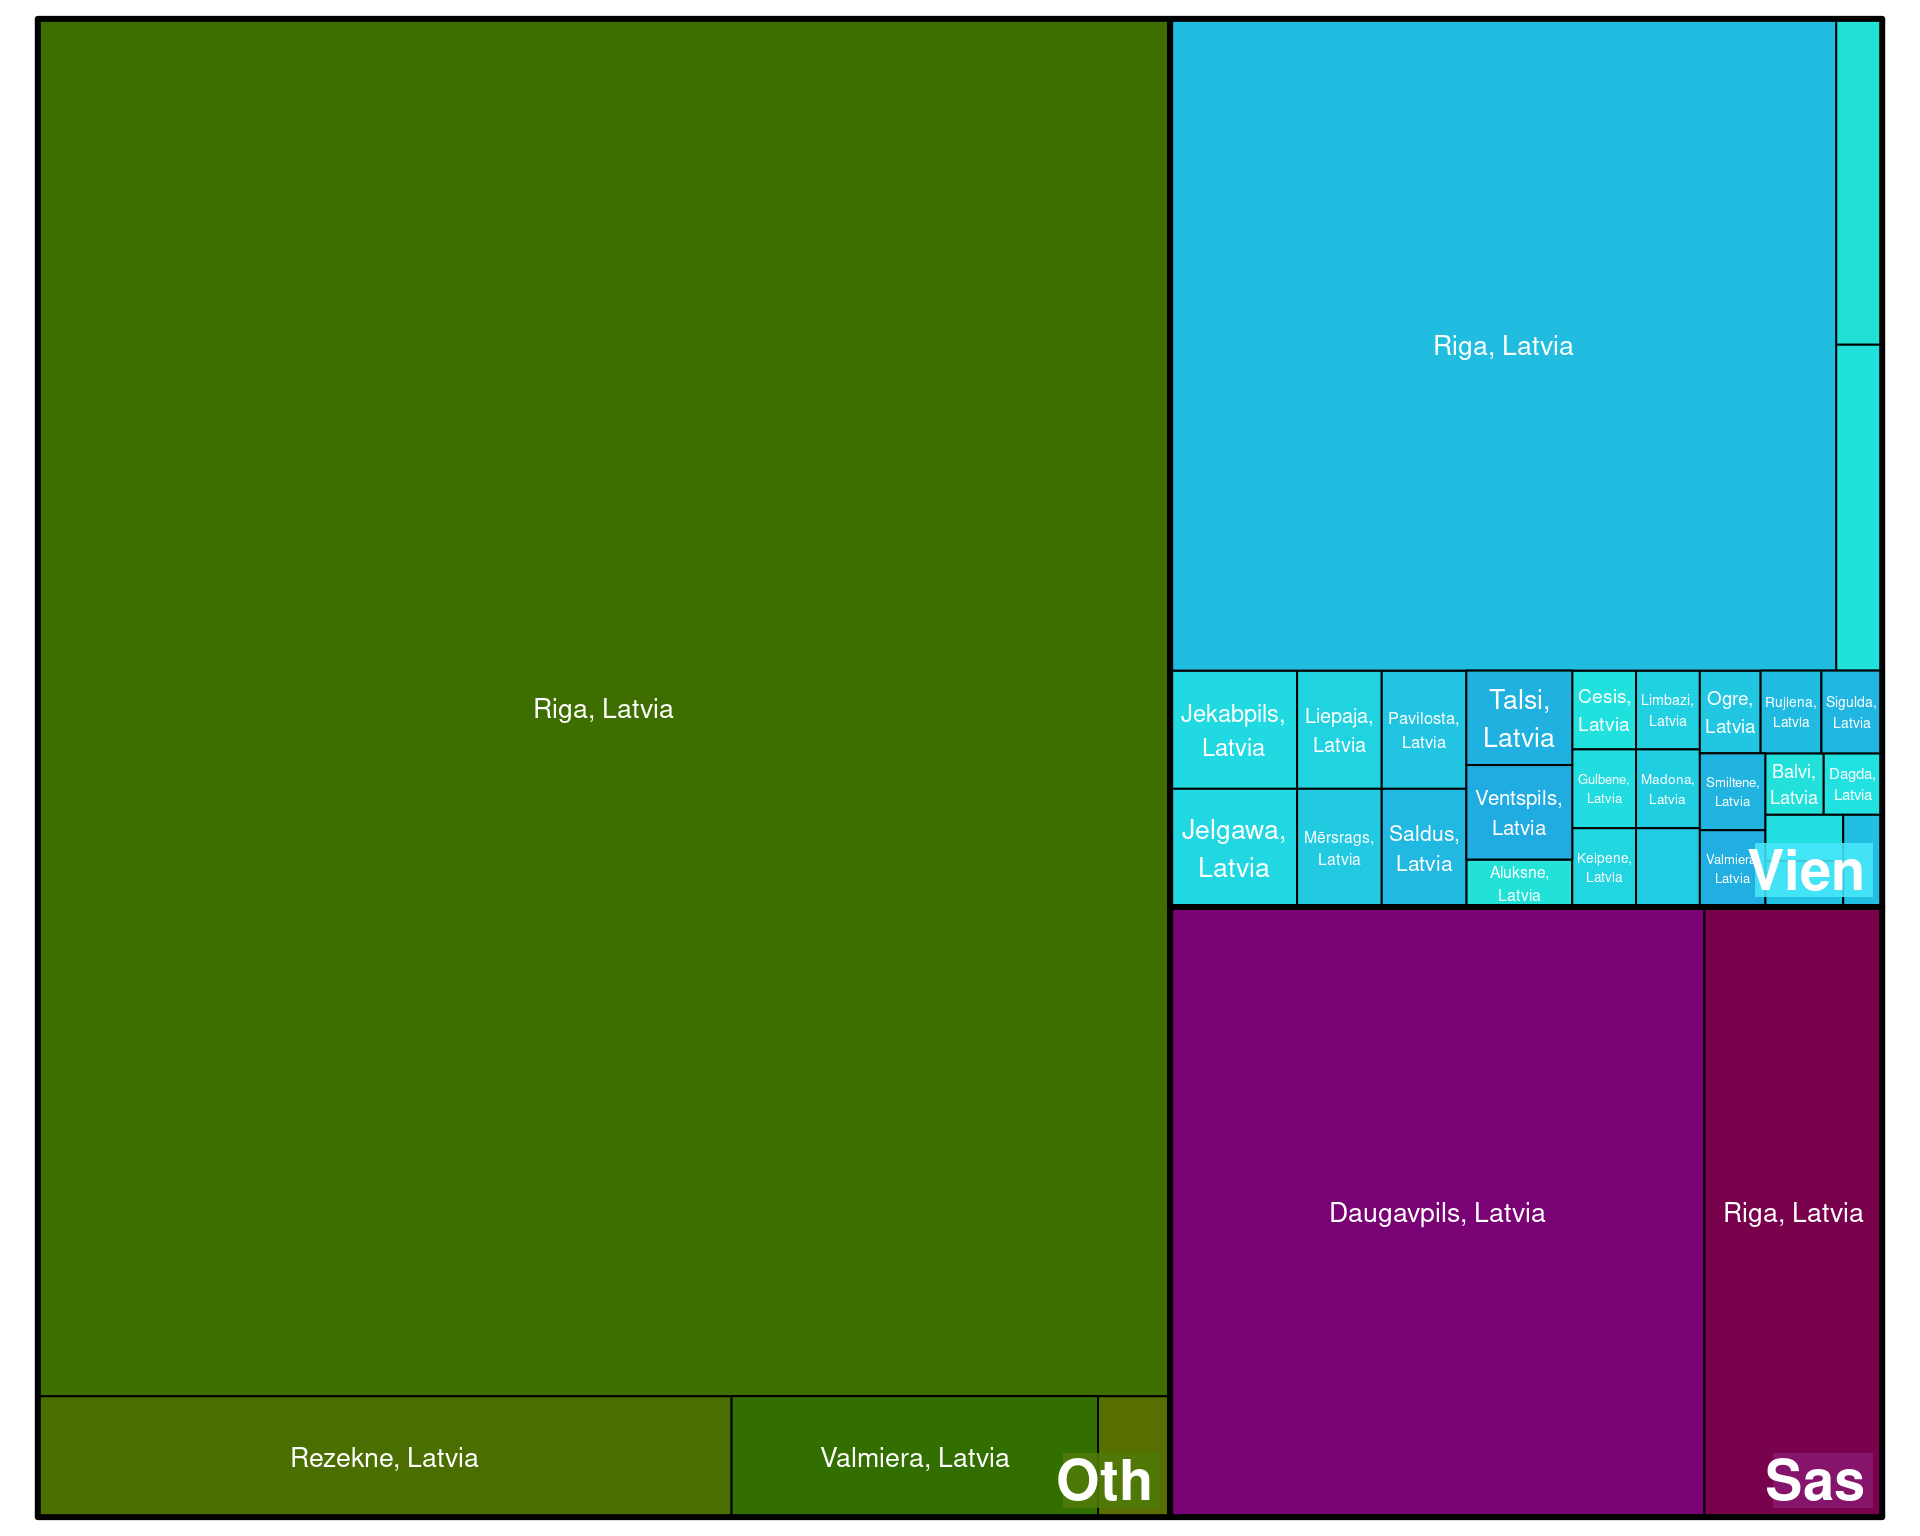 Riga, Latvia
Rezekne, Latvia
Valmiera, Latvia
Oth
Riga, Latvia
Jekabpils,
Latvia
Liepaja,
Latvia
Pavilosta,
Latvia
Talsi,
Latvia
Cesis,
Latvia
Limbazi,
Latvia
Ogre,
Latvia
Rujiena,
Latvia
Sigulda,
Latvia
Jelgawa,
Latvia
Mērsrags,
Latvia
Saldus,
Latvia
Ventspils,
Latvia
Aluksne,
Latvia
Gulbene,
Latvia
Madona,
Latvia
Smiltene,
Latvia
Balvi,
Latvia
Dagda,
Latvia
Keipene,
Latvia
Valmiera,
Latvia
Vien
Daugavpils, Latvia
Riga, Latvia
Sas